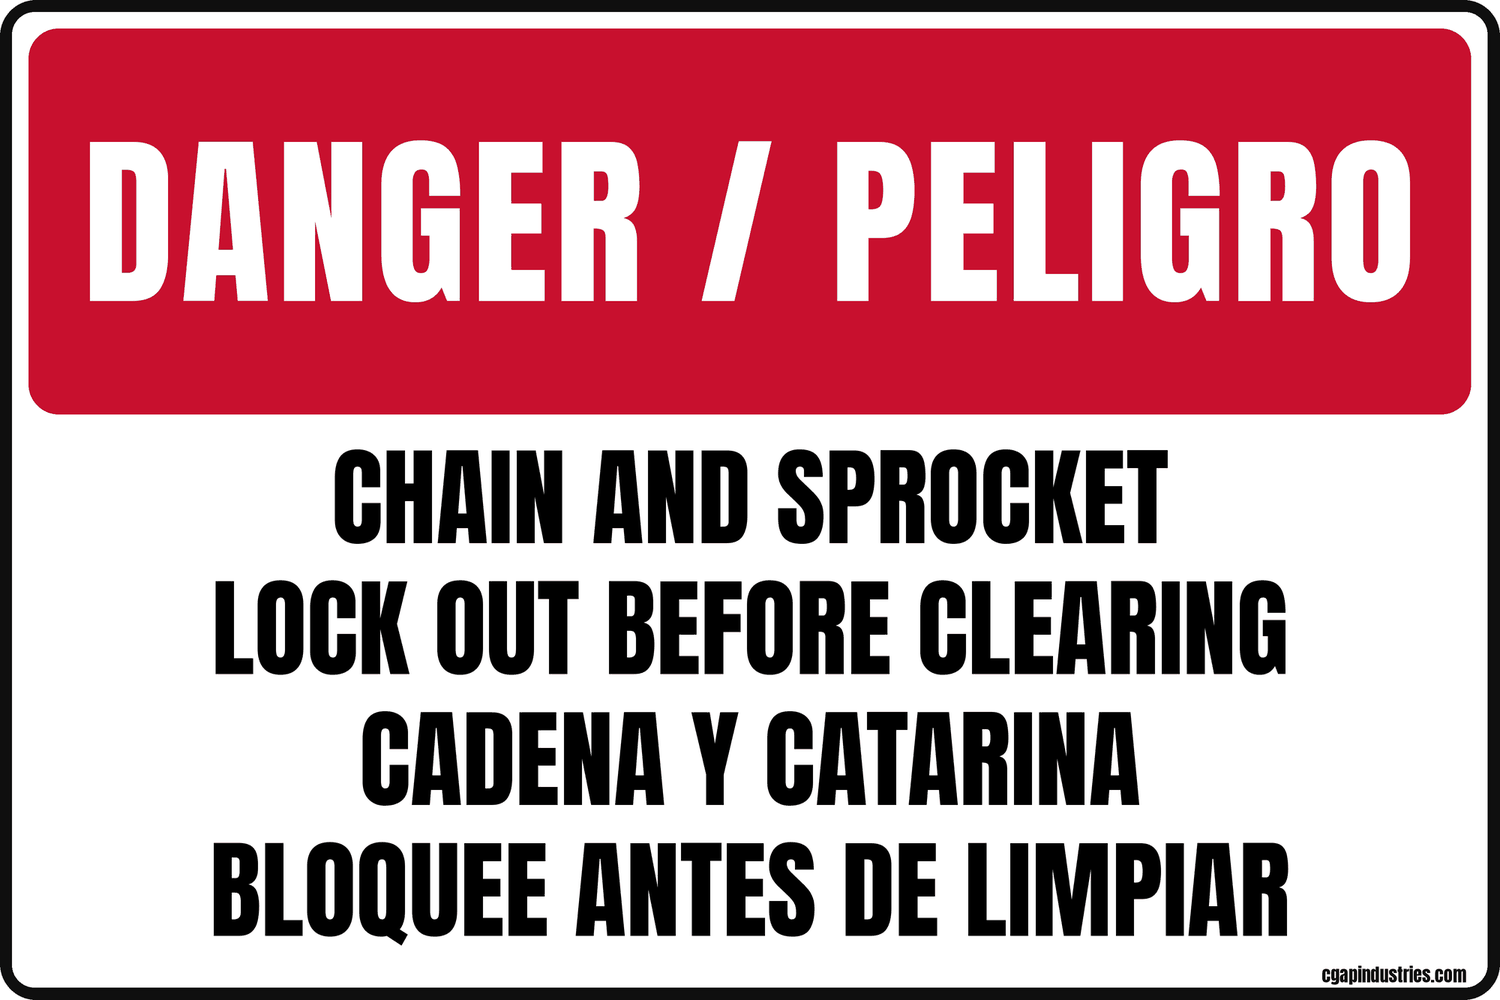 DANGER / PELIGRO
CHAIN AND SPROCKET
LOCK OUT BEFORE CLEARING
CADENA Y CATARINA
BLOQUEE ANTES DE LIMPIAR
cgapindustries.com